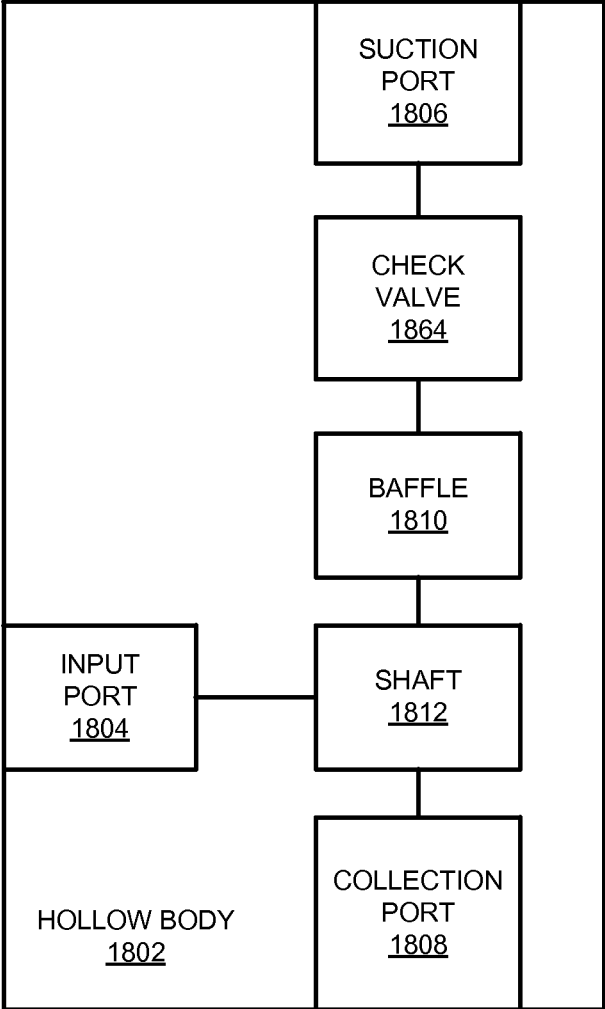 SUCTION
PORT
1806
CHECK
VALVE
1864
BAFFLE
1810
INPUT
PORT
1804
SHAFT
1812
COLLECTION
PORT
1808
HOLLOW BODY
1802